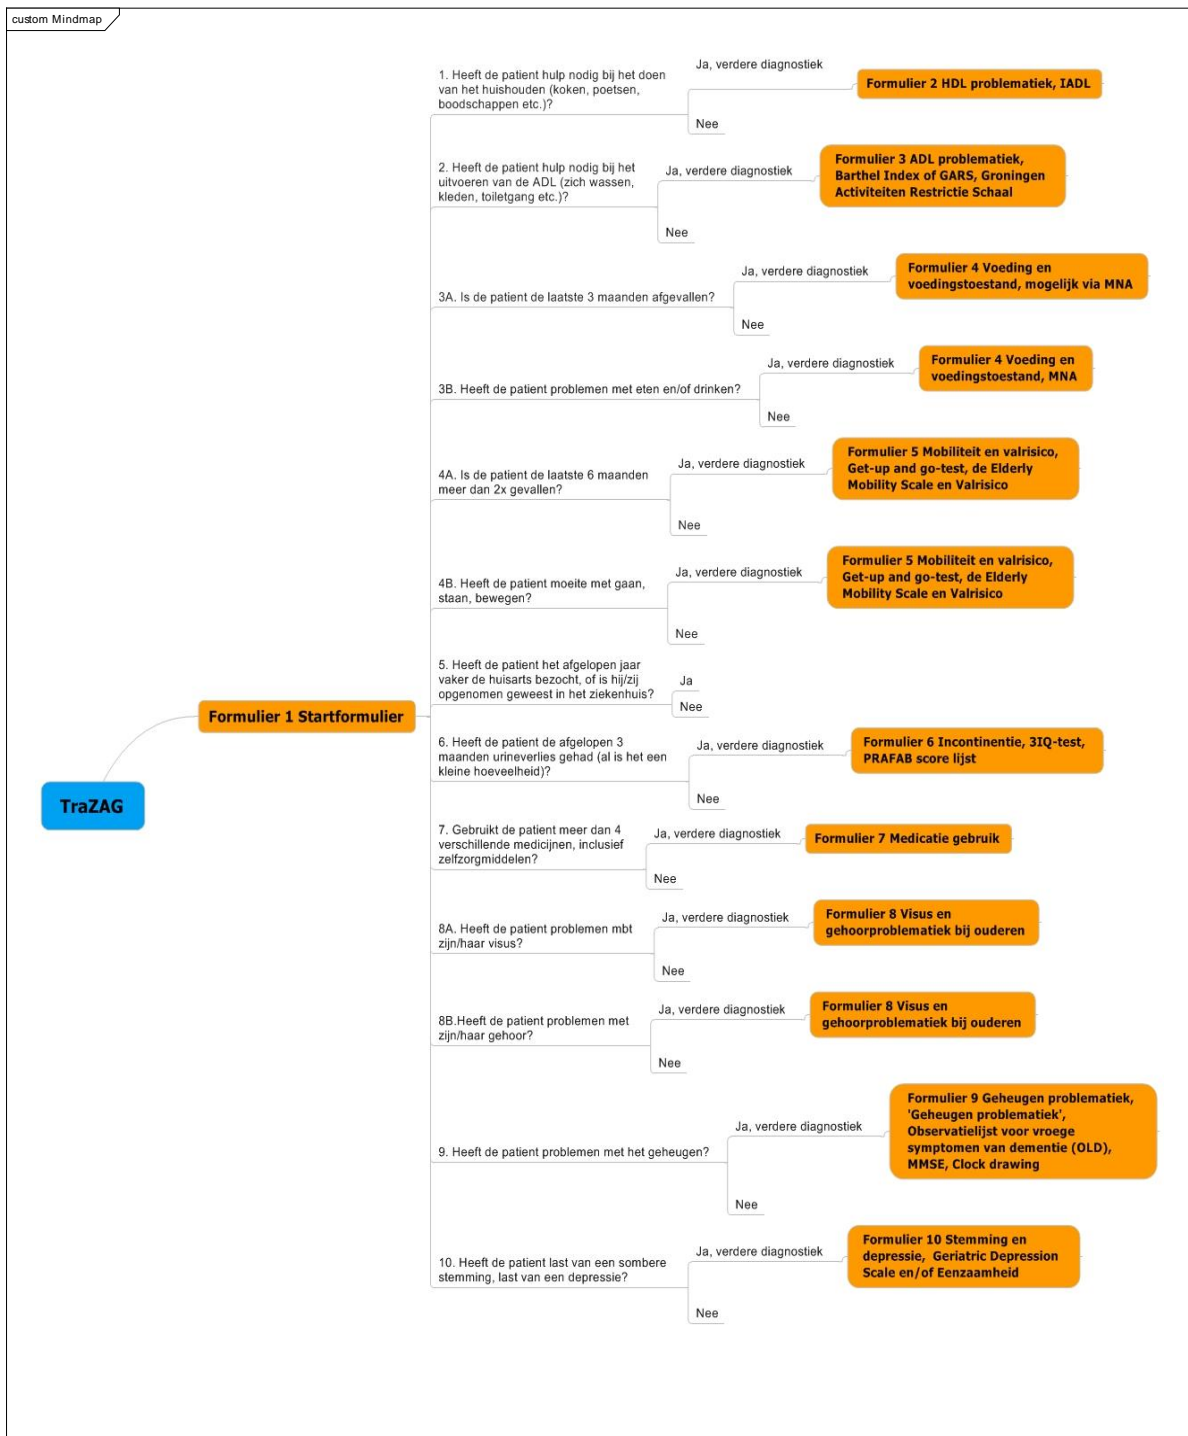 custom Mindmap
1. Heeft de patient hulp nodig bij het doen
van het huishouden (koken, poetsen,
boodschappen etc.)?
Ja, verdere diagnostiek
Formulier 2 HDL problematiek, IADL
Nee
2. Heeft de patient hulp nodig bij het
uitvoeren van de ADL (zich wassen,
kleden, toiletgang etc.)?
Ja, verdere diagnostiek
Formulier 3 ADL problematiek,
Barthel Index of GARS, Groningen
Activiteiten Restrictie Schaal
Nee
3A. Is de patient de laatste 3 maanden afgevallen?
Ja, verdere diagnostiek
Formulier 4 Voeding en
voedingstoestand, mogelijk via MNA
Nee
3B. Heeft de patient problemen met eten en/of drinken?
Ja, verdere diagnostiek
Formulier 4 Voeding en
voedingstoestand, MNA
Nee
4A. Is de patient de laatste 6 maanden
meer dan 2x gevallen?
Ja, verdere diagnostiek
Formulier 5 Mobiliteit en valrisico,
Get-up and go-test, de Elderly
Mobility Scale en Valrisico
Nee
4B. Heeft de patient moeite met gaan,
staan, bewegen?
Ja, verdere diagnostiek
Formulier 5 Mobiliteit en valrisico,
Get-up and go-test, de Elderly
Mobility Scale en Valrisico
Nee
5. Heeft de patient het afgelopen jaar
vaker de huisarts bezocht, of is hij/zij
opgenomen geweest in het ziekenhuis?
Ja
Nee
Formulier 1 Startformulier
TraZAG
6. Heeft de patient de afgelopen 3
maanden urineverlies gehad (al is het een
kleine hoeveelheid)?
Ja, verdere diagnostiek
Formulier 6 Incontinentie, 3IQ-test,
PRAFAB score lijst
Nee
7. Gebruikt de patient meer dan 4
verschillende medicijnen, inclusief
zelfzorgmiddelen?
Ja, verdere diagnostiek
Formulier 7 Medicatie gebruik
Nee
8A. Heeft de patient problemen mbt
zijn/haar visus?
Ja, verdere diagnostiek
Formulier 8 Visus en
gehoorproblematiek bij ouderen
Nee
8B.Heeft de patient problemen met
zijn/haar gehoor?
Ja, verdere diagnostiek
Formulier 8 Visus en
gehoorproblematiek bij ouderen
Nee
9. Heeft de patient problemen met het geheugen?
Ja, verdere diagnostiek
Formulier 9 Geheugen problematiek,
'Geheugen problematiek',
Observatielijst voor vroege
symptomen van dementie (OLD),
MMSE, Clock drawing
Nee
10. Heeft de patient last van een sombere
stemming, last van een depressie?
Ja, verdere diagnostiek
Formulier 10 Stemming en
depressie, Geriatric Depression
Scale en/of Eenzaamheid
Nee